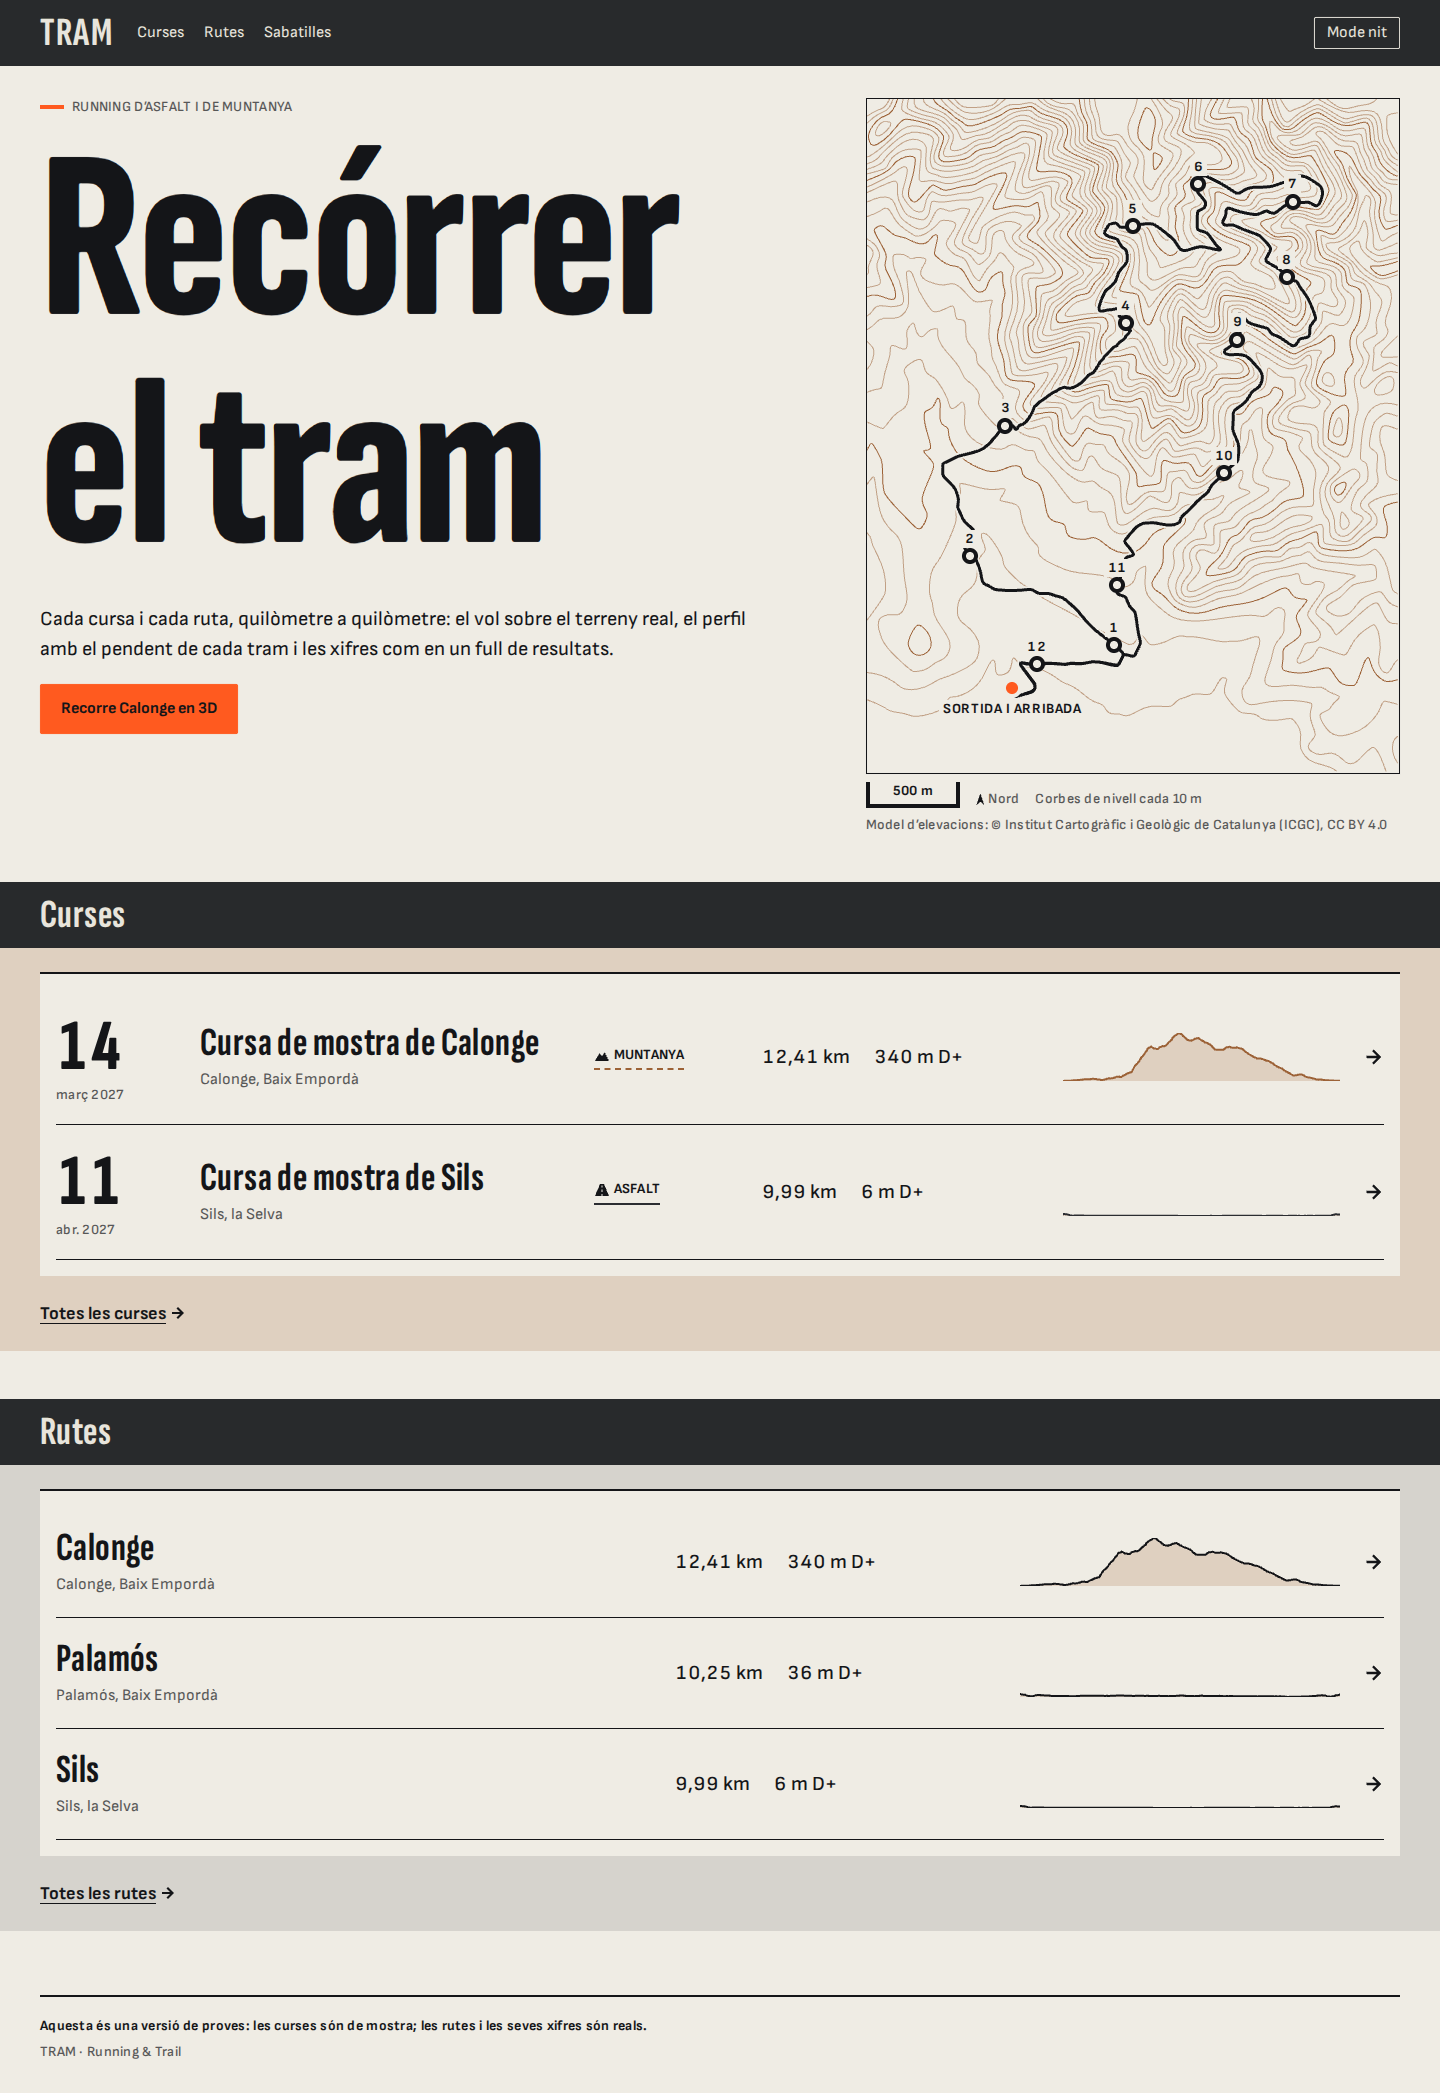 TRAM
Curses
Rutes
Sabatilles
Mode nit
RUNNING D'ASFALT I DE MUNTANYA
Recórrer
el tram
Cada cursa i cada ruta, quilòmetre a quilòmetre: el vol sobre el terreny real, el perfil
amb el pendent de cada tram i les xifres com en un full de resultats.
Recorre Calonge en 3D
6
7
5
8
4
9
3
10
2
11
1
12
SORTIDA I ARRIBADA
500 m
Nord
Corbes de nivell cada 10 m
Model d'elevacions: © Institut Cartogràfic i Geològic de Catalunya (ICGC), CC BY 4.0
Curses
14
març 2027
Cursa de mostra de Calonge
Calonge, Baix Empordà
MUNTANYA
12,41 km
340 m D+
11
abr. 2027
Cursa de mostra de Sils
Sils, la Selva
ASFALT
9,99 km
6 m D+
Totes les curses →
Rutes
Calonge
Calonge, Baix Empordà
12,41 km
340 m D+
Palamós
Palamós, Baix Empordà
10,25 km
36 m D+
Sils
Sils, la Selva
9,99 km
6 m D+
Totes les rutes →
Aquesta és una versió de proves: les curses són de mostra; les rutes i les seves xifres són reals.
TRAM · Running & Trail